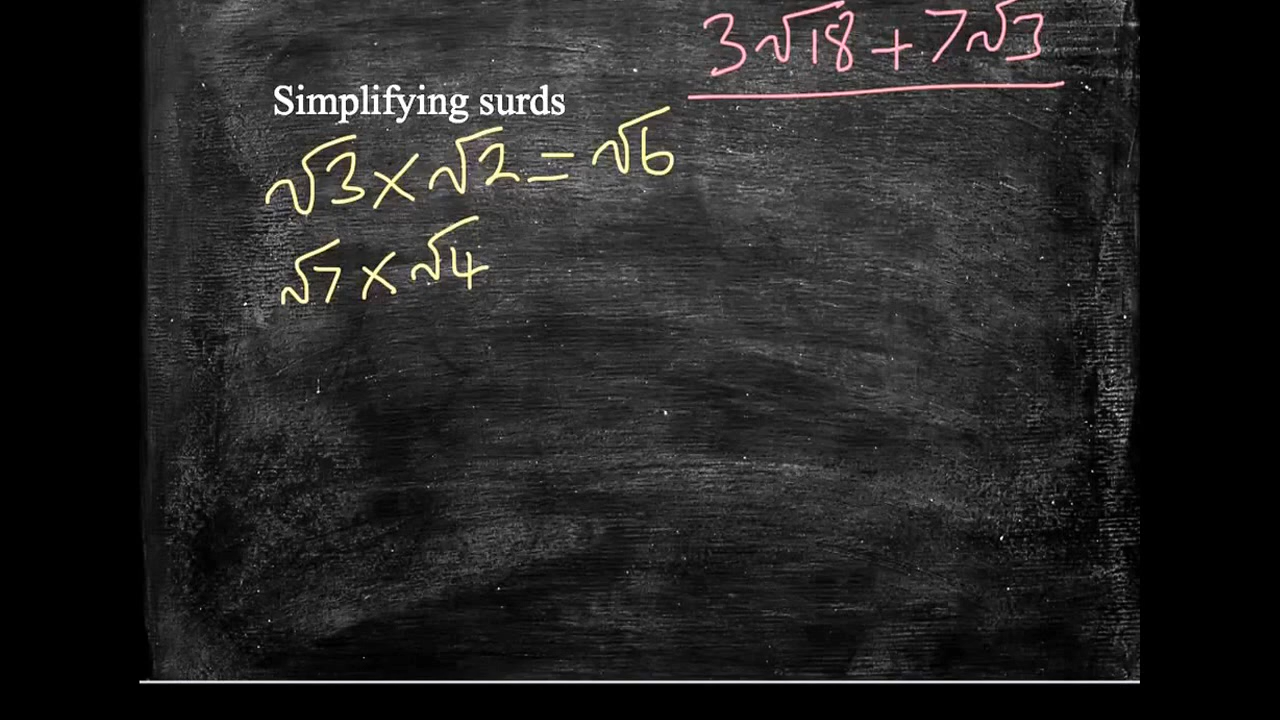 3√18 + 7√3
Simplifying surds
√3 × √2 = √6
√7 × √4